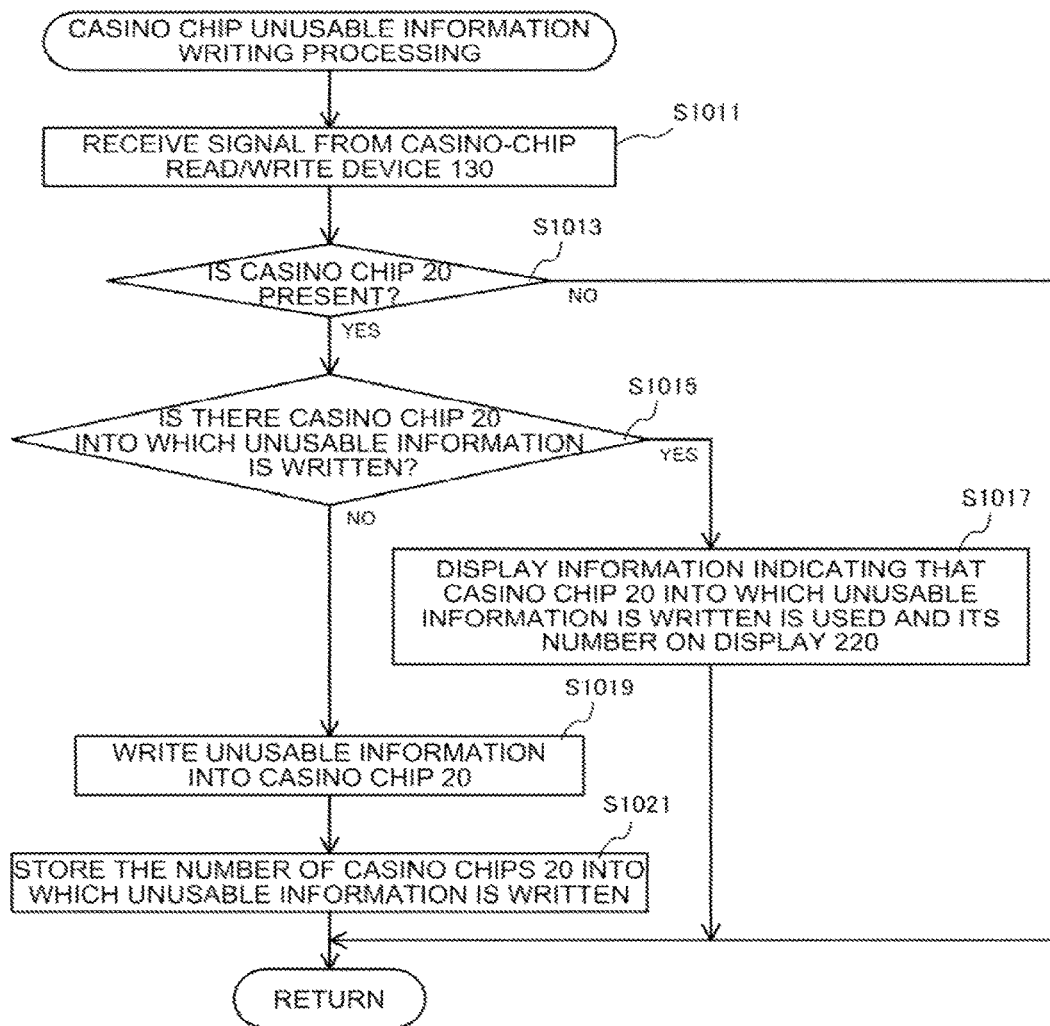 CASINO CHIP UNUSABLE INFORMATION
WRITING PROCESSING
S1011
RECEIVE SIGNAL FROM CASINO-CHIP
READ/WRITE DEVICE 130
S1013
IS CASINO CHIP 20
PRESENT?
NO
YES
S1015
IS THERE CASINO CHIP 20
INTO WHICH UNUSABLE INFORMATION
IS WRITTEN?
YES
NO
S1017
DISPLAY INFORMATION INDICATING THAT
CASINO CHIP 20 INTO WHICH UNUSABLE
INFORMATION IS WRITTEN IS USED AND ITS
NUMBER ON DISPLAY 220
S1019
WRITE UNUSABLE INFORMATION
INTO CASINO CHIP 20
S1021
STORE THE NUMBER OF CASINO CHIPS 20 INTO
WHICH UNUSABLE INFORMATION IS WRITTEN
RETURN